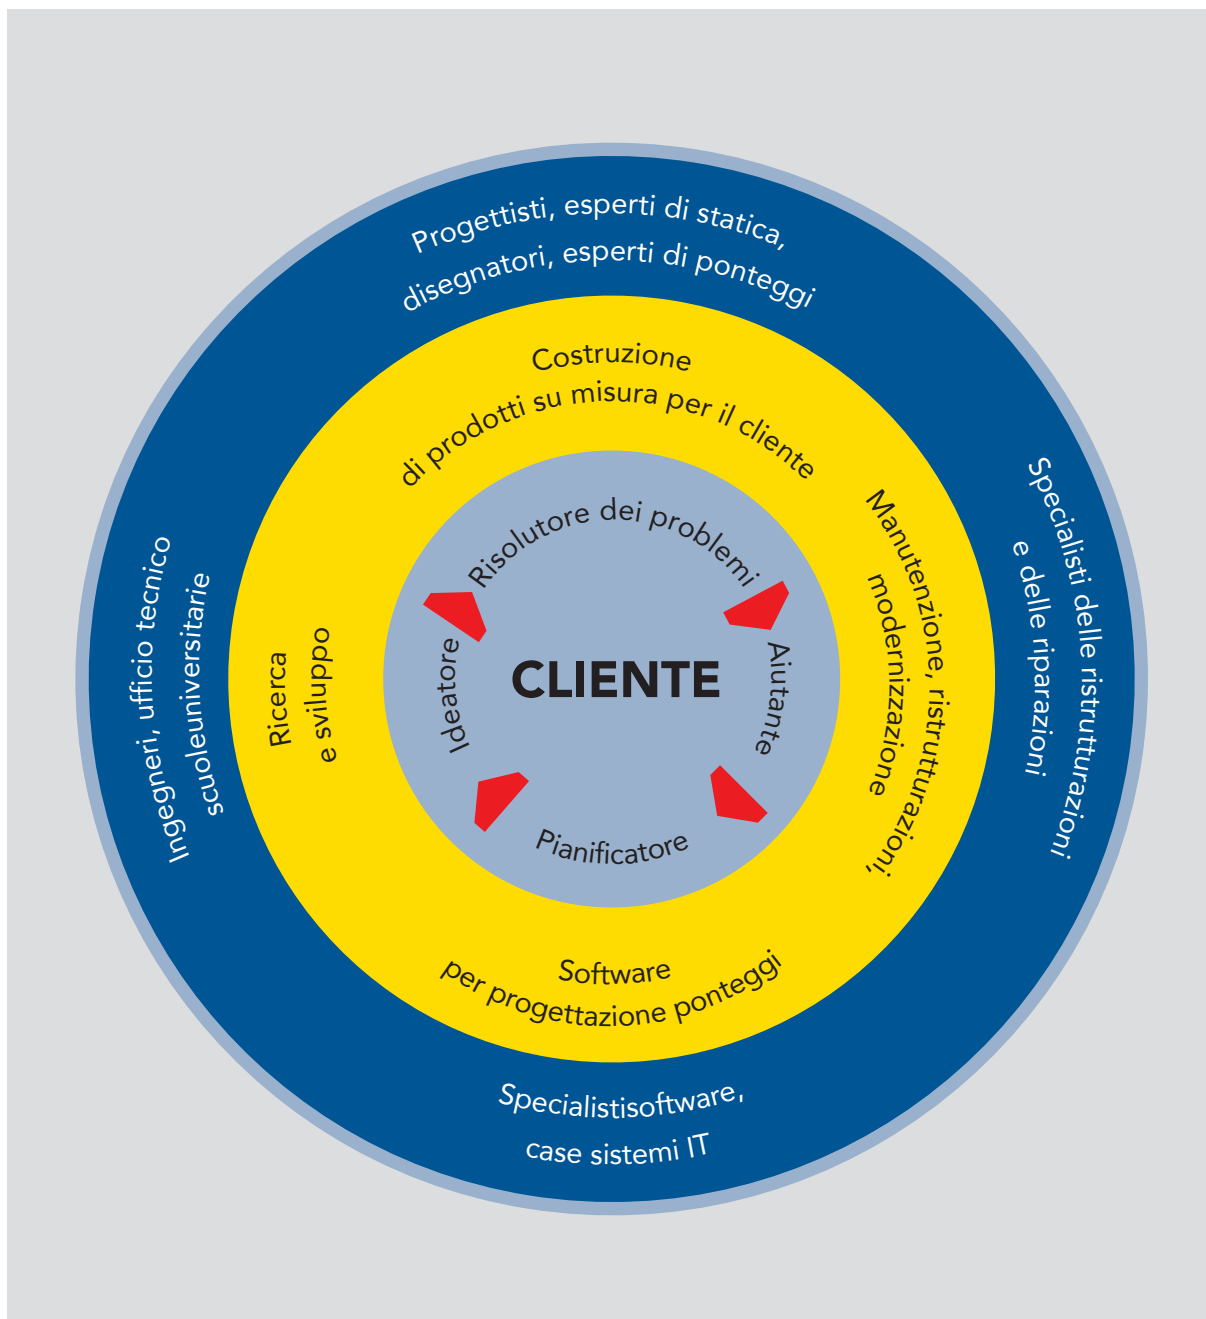 Progettisti, esperti di statica,
disegnatori, esperti di ponteggi
Costruzione
di prodotti su misura per il cliente
Risolutore dei problemi
Ingegneri, ufficio tecnico
scuoleuniversitarie
Ricerca
e sviluppo
Ideatore
CLIENTE
Aiutante
Manutenzione, ristrutturazioni,
modernizzazione
Specialisti delle ristrutturazioni
e delle riparazioni
Pianificatore
Software
per progettazione ponteggi
Specialistisoftware,
case sistemi IT